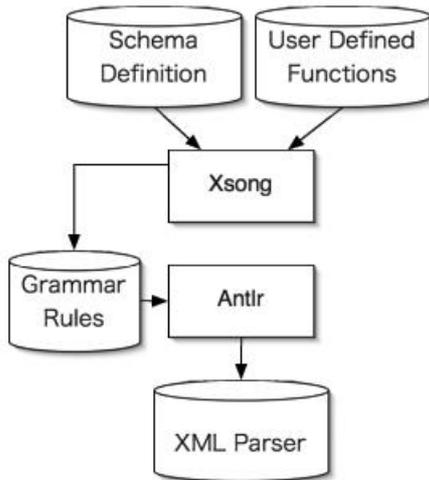 Schema
Definition
User Defined
Functions
Xsong
Grammar
Rules
Antlr
XML Parser